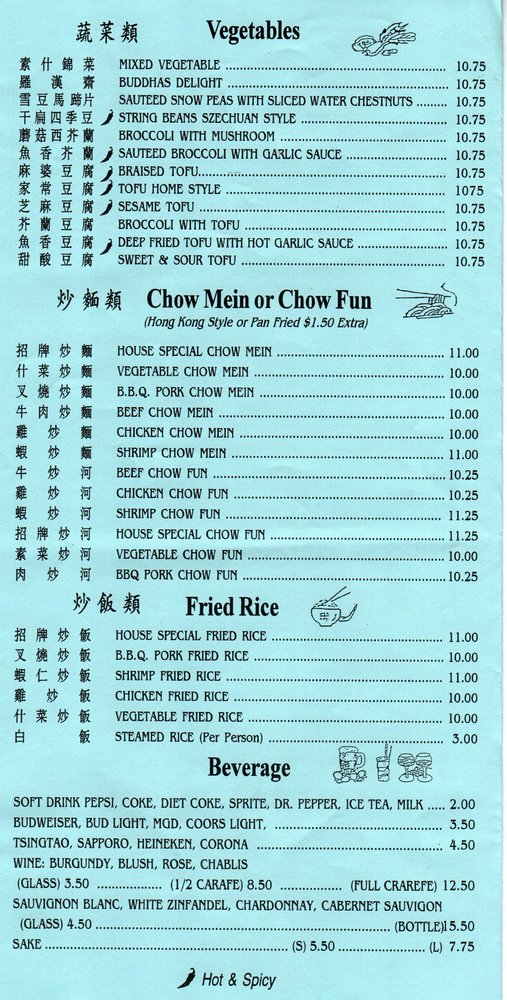 蔬菜類 Vegetables
素什錦菜 MIXED VEGETABLE 10.75
羅漢齋 BUDDHAS DELIGHT 10.75
雪豆馬蹄片 SAUTEED SNOW PEAS WITH SLICED WATER CHESTNUTS 10.75
干扁四季豆 STRING BEANS SZECHUAN STYLE 10.75
蘑菇西芥蘭 BROCCOLI WITH MUSHROOM 10.75
魚香芥蘭 SAUTEED BROCCOLI WITH GARLIC SAUCE 10.75
麻婆豆腐 BRAISED TOFU 10.75
家常豆腐 TOFU HOME STYLE 1075
芝麻豆腐 SESAME TOFU 10.75
芥蘭豆腐 BROCCOLI WITH TOFU 10.75
魚香豆腐 DEEP FRIED TOFU WITH HOT GARLIC SAUCE 10.75
甜酸豆腐 SWEET & SOUR TOFU 10.75
炒麵類 Chow Mein or Chow Fun
(Hong Kong Style or Pan Fried $1.50 Extra)
招牌炒麵 HOUSE SPECIAL CHOW MEIN 11.00
什菜炒麵 VEGETABLE CHOW MEIN 10.00
叉燒炒麵 B.B.Q. PORK CHOW MEIN 10.00
牛肉炒麵 BEEF CHOW MEIN 10.00
雞炒麵 CHICKEN CHOW MEIN 10.00
蝦炒麵 SHRIMP CHOW MEIN 11.00
牛炒河 BEEF CHOW FUN 10.25
雞炒河 CHICKEN CHOW FUN 10.25
蝦炒河 SHRIMP CHOW FUN 11.25
招牌炒河 HOUSE SPECIAL CHOW FUN 11.25
素菜炒河 VEGETABLE CHOW FUN 10.00
肉炒河 BBQ PORK CHOW FUN 10.25
炒飯類 Fried Rice
招牌炒飯 HOUSE SPECIAL FRIED RICE 11.00
叉燒炒飯 B.B.Q. PORK FRIED RICE 10.00
蝦仁炒飯 SHRIMP FRIED RICE 11.00
雞炒飯 CHICKEN FRIED RICE 10.00
什菜炒飯 VEGETABLE FRIED RICE 10.00
白飯 STEAMED RICE (Per Person) 3.00
Beverage
SOFT DRINK PEPSI, COKE, DIET COKE, SPRITE, DR. PEPPER, ICE TEA, MILK ..... 2.00
BUDWEISER, BUD LIGHT, MGD, COORS LIGHT, 3.50
TSINGTAO, SAPPORO, HEINEKEN, CORONA 4.50
WINE: BURGUNDY, BLUSH, ROSE, CHABLIS
(GLASS) 3.50 (1/2 CARAFE) 8.50 (FULL CRAREFE) 12.50
SAUVIGNON BLANC, WHITE ZINFANDEL, CHARDONNAY, CABERNET SAUVIGON
(GLASS) 4.50 (BOTTLE)15.50
SAKE (S) 5.50 (L) 7.75
Hot & Spicy